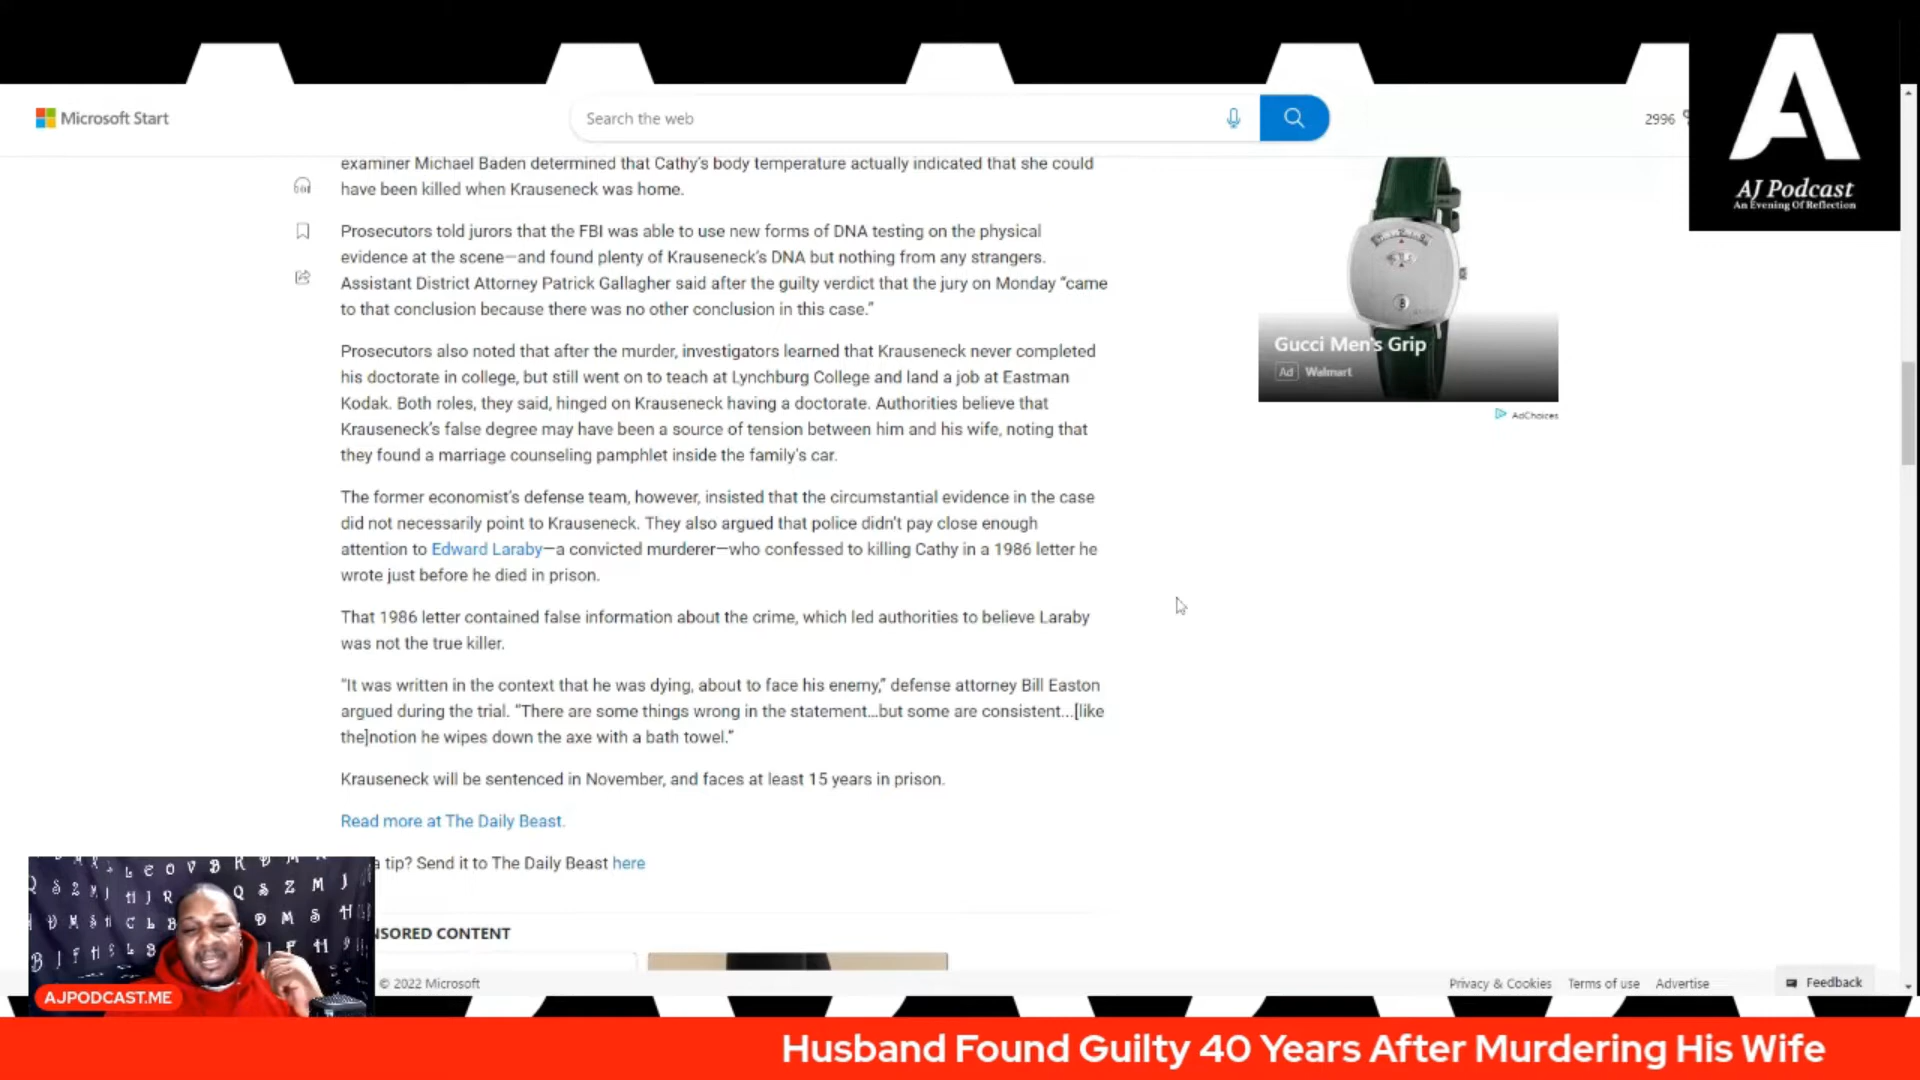 Microsoft Start
Search the web
2996
A
AJ Podcast
An Evening Of Reflection
examiner Michael Baden determined that Cathy's body temperature actually indicated that she could
have been killed when Krauseneck was home.
Prosecutors told jurors that the FBI was able to use new forms of DNA testing on the physical
evidence at the scene—and found plenty of Krauseneck's DNA but nothing from any strangers.
Assistant District Attorney Patrick Gallagher said after the guilty verdict that the jury on Monday “came
to that conclusion because there was no other conclusion in this case.”
Prosecutors also noted that after the murder, investigators learned that Krauseneck never completed
his doctorate in college, but still went on to teach at Lynchburg College and land a job at Eastman
Kodak. Both roles, they said, hinged on Krauseneck having a doctorate. Authorities believe that
Krauseneck's false degree may have been a source of tension between him and his wife, noting that
they found a marriage counseling pamphlet inside the family's car.
The former economist's defense team, however, insisted that the circumstantial evidence in the case
did not necessarily point to Krauseneck. They also argued that police didn't pay close enough
attention to Edward Laraby—a convicted murderer—who confessed to killing Cathy in a 1986 letter he
wrote just before he died in prison.
That 1986 letter contained false information about the crime, which led authorities to believe Laraby
was not the true killer.
“It was written in the context that he was dying, about to face his enemy,” defense attorney Bill Easton
argued during the trial. “There are some things wrong in the statement…but some are consistent…[like
the]notion he wipes down the axe with a bath towel.”
Krauseneck will be sentenced in November, and faces at least 15 years in prison.
Read more at The Daily Beast.
a tip? Send it to The Daily Beast here
Gucci Men's Grip
Ad Walmart
AdChoices
NSORED CONTENT
© 2022 Microsoft
Privacy & Cookies Terms of use Advertise Feedback
AJPODCAST.ME
Husband Found Guilty 40 Years After Murdering His Wife